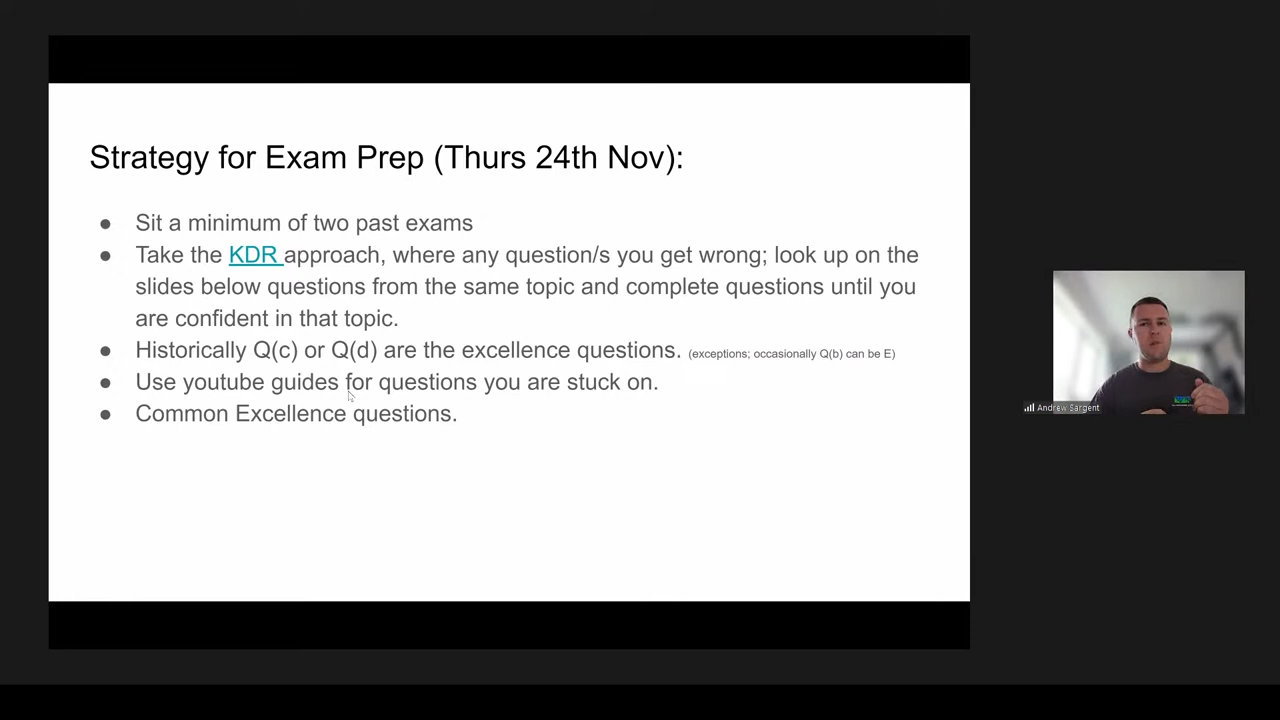 Strategy for Exam Prep (Thurs 24th Nov):
● Sit a minimum of two past exams
● Take the KDR approach, where any question/s you get wrong; look up on the
slides below questions from the same topic and complete questions until you
are confident in that topic.
● Historically Q(c) or Q(d) are the excellence questions. (exceptions; occasionally Q(b) can be E)
● Use youtube guides for questions you are stuck on.
● Common Excellence questions.
Andrew Sargent